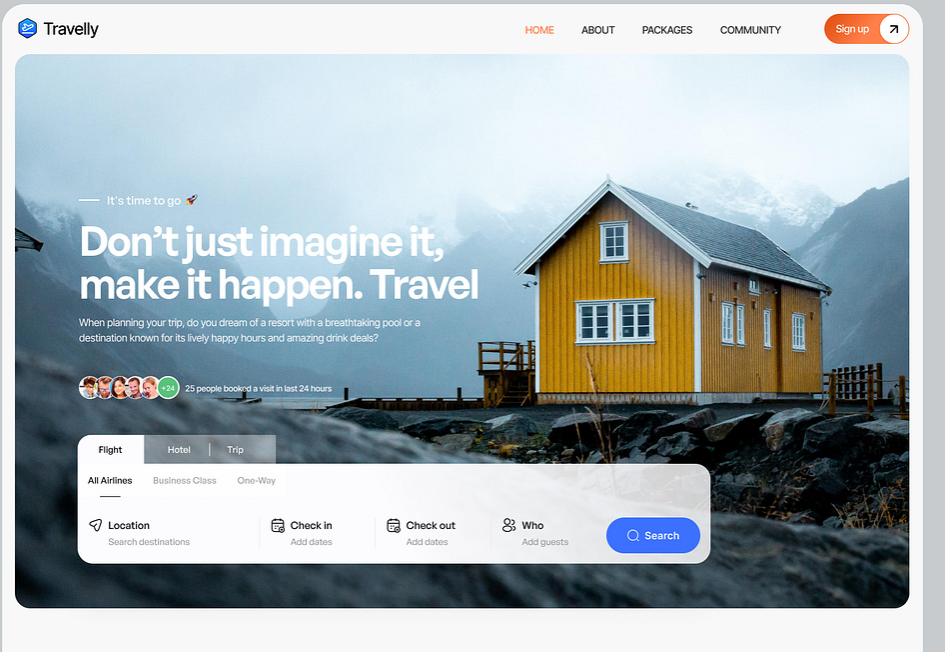 Travelly
HOME ABOUT PACKAGES COMMUNITY Sign up
It's time to go 🚀
Don’t just imagine it,
make it happen. Travel
When planning your trip, do you dream of a resort with a breathtaking pool or a
destination known for its lively happy hours and amazing drink deals?
+24 25 people booked a visit in last 24 hours
Flight Hotel Trip
All Airlines Business Class One-Way
Location Check in Check out Who
Search destinations Add dates Add dates Add guests
Search